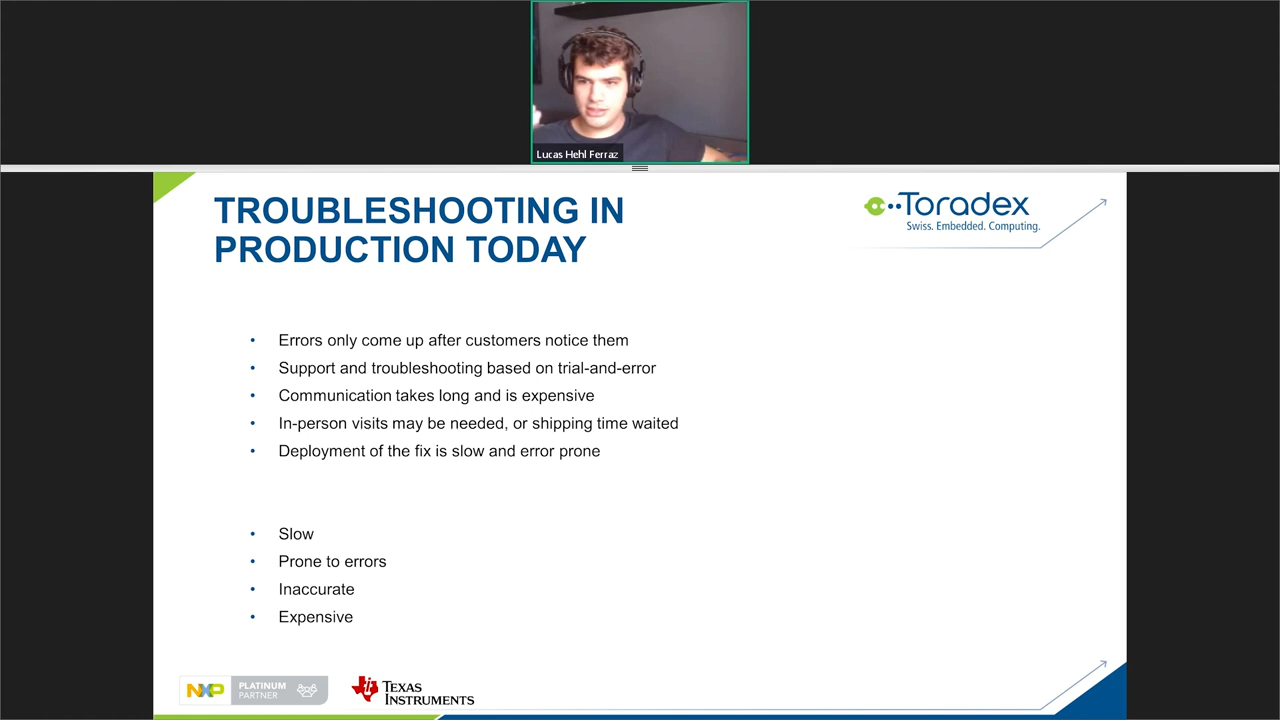 Lucas Hehl Ferraz
TROUBLESHOOTING IN
PRODUCTION TODAY
Toradex
Swiss. Embedded. Computing.
• Errors only come up after customers notice them
• Support and troubleshooting based on trial-and-error
• Communication takes long and is expensive
• In-person visits may be needed, or shipping time waited
• Deployment of the fix is slow and error prone
• Slow
• Prone to errors
• Inaccurate
• Expensive
NXP
PLATINUM
PARTNER
TEXAS
INSTRUMENTS